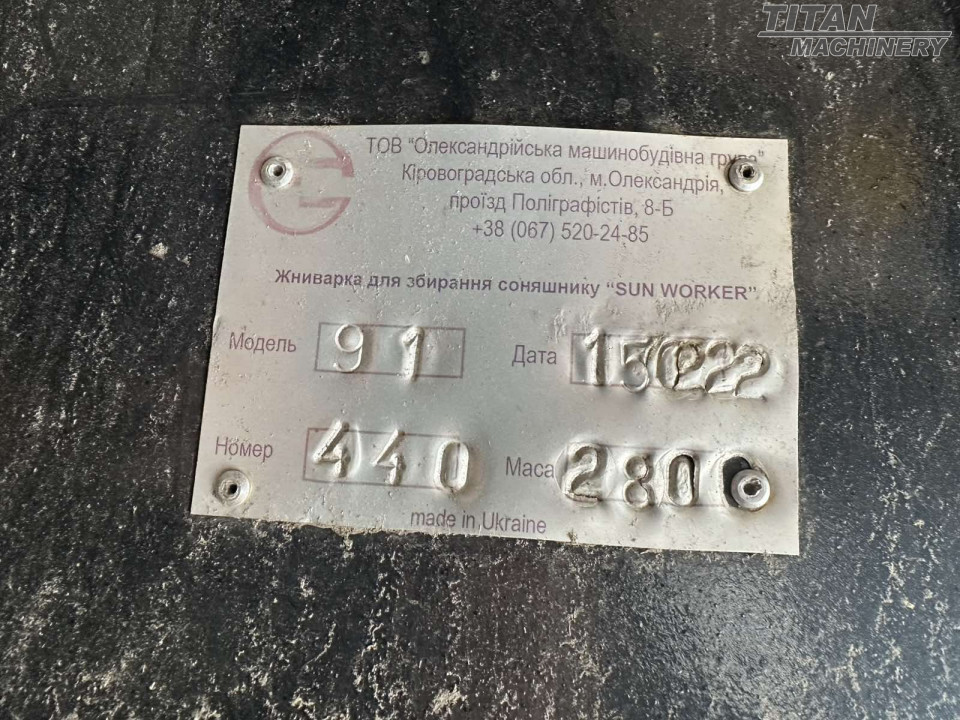 TITAN
MACHINERY
ТОВ "Олександрійська машинобудівна група"
Кіровоградська обл., м.Олександрія,
проїзд Поліграфістів, 8-Б
+38 (067) 520-24-85
Жниварка для збирання соняшнику "SUN WORKER"
Модель 91 Дата
Номер 440 Маса 2800
made in Ukraine